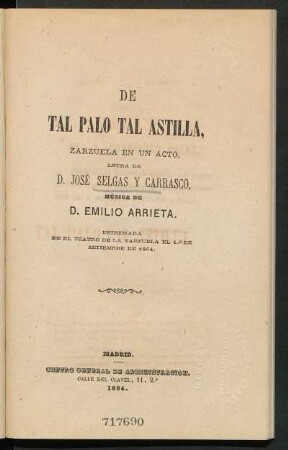 DE
TAL PALO TAL ASTILLA,
ZARZUELA EN UN ACTO,
LETRA DE
D. JOSÉ SELGAS Y CARRASCO,
MÚSICA DE
D. EMILIO ARRIETA.
ESTRENADA
EN EL TEATRO DE LA ZARZUELA EL 1.º DE
SETIEMBRE DE 1864.
MADRID.
CENTRO GENERAL DE ADMINISTRACION.
CALLE DEL CLAVEL, 11, 2.º
1864.
717690